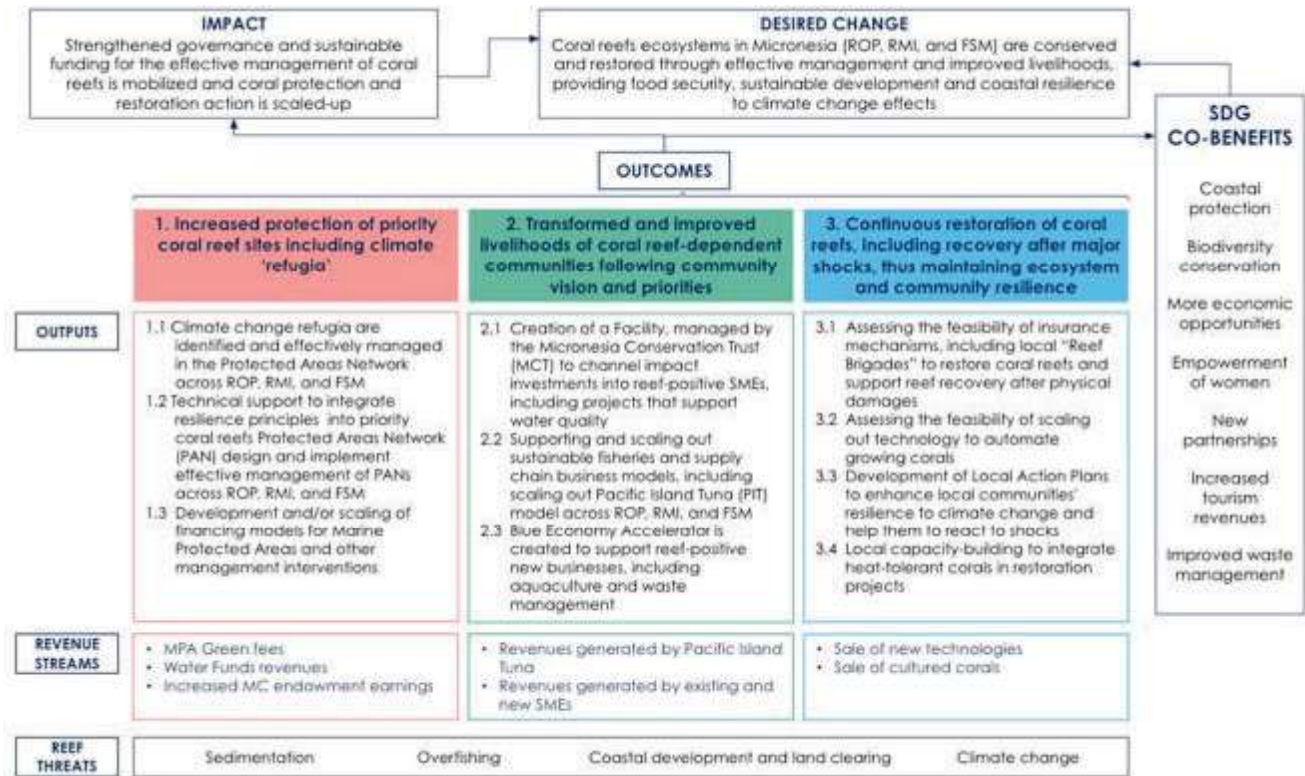 IMPACT
Strengthened governance and sustainable
funding for the effective management of coral
reefs is mobilized and coral protection and
restoration action is scaled-up
DESIRED CHANGE
Coral reefs ecosystems in Micronesia (ROP, RMI, and FSM) are conserved
and restored through effective management and improved livelihoods,
providing food security, sustainable development and coastal resilience
to climate change effects
SDG
CO-BENEFITS
Coastal
protection
Biodiversity
conservation
More economic
opportunities
Empowerment
of women
New
partnerships
Increased
tourism
revenues
Improved waste
management
OUTCOMES
1. Increased protection of priority
coral reef sites including climate
'refugia'
2. Transformed and improved
livelihoods of coral reef-dependent
communities following community
vision and priorities
3. Continuous restoration of coral
reefs, including recovery after major
shocks, thus maintaining ecosystem
and community resilience
OUTPUTS
1.1 Climate change refugia are
identified and effectively managed
in the Protected Areas Network
across ROP, RMI, and FSM
1.2 Technical support to integrate
resilience principles into priority
coral reefs Protected Areas Network
(PAN) design and implement
effective management of PANs
across ROP, RMI, and FSM
1.3 Development and/or scaling of
financing models for Marine
Protected Areas and other
management interventions
2.1 Creation of a Facility, managed by
the Micronesia Conservation Trust
(MCT) to channel impact
investments into reef-positive SMEs,
including projects that support
water quality
2.2 Supporting and scaling out
sustainable fisheries and supply
chain business models, including
scaling out Pacific Island Tuna (PIT)
model across ROP, RMI, and FSM
2.3 Blue Economy Accelerator is
created to support reef-positive
new businesses, including
aquaculture and waste
management
3.1 Assessing the feasibility of insurance
mechanisms, including local "Reef
Brigades" to restore coral reefs and
support reef recovery after physical
damages
3.2 Assessing the feasibility of scaling
out technology to automate
growing corals
3.3 Development of Local Action Plans
to enhance local communities'
resilience to climate change and
help them to react to shocks
3.4 Local capacity-building to integrate
heat-tolerant corals in restoration
projects
REVENUE
STREAMS
• MPA Green fees
• Water Funds revenues
• Increased MC endowment earnings
• Revenues generated by Pacific Island
Tuna
• Revenues generated by existing and
new SMEs
• Sale of new technologies
• Sale of cultured corals
REEF
THREATS
Sedimentation
Overfishing
Coastal development and land clearing
Climate change